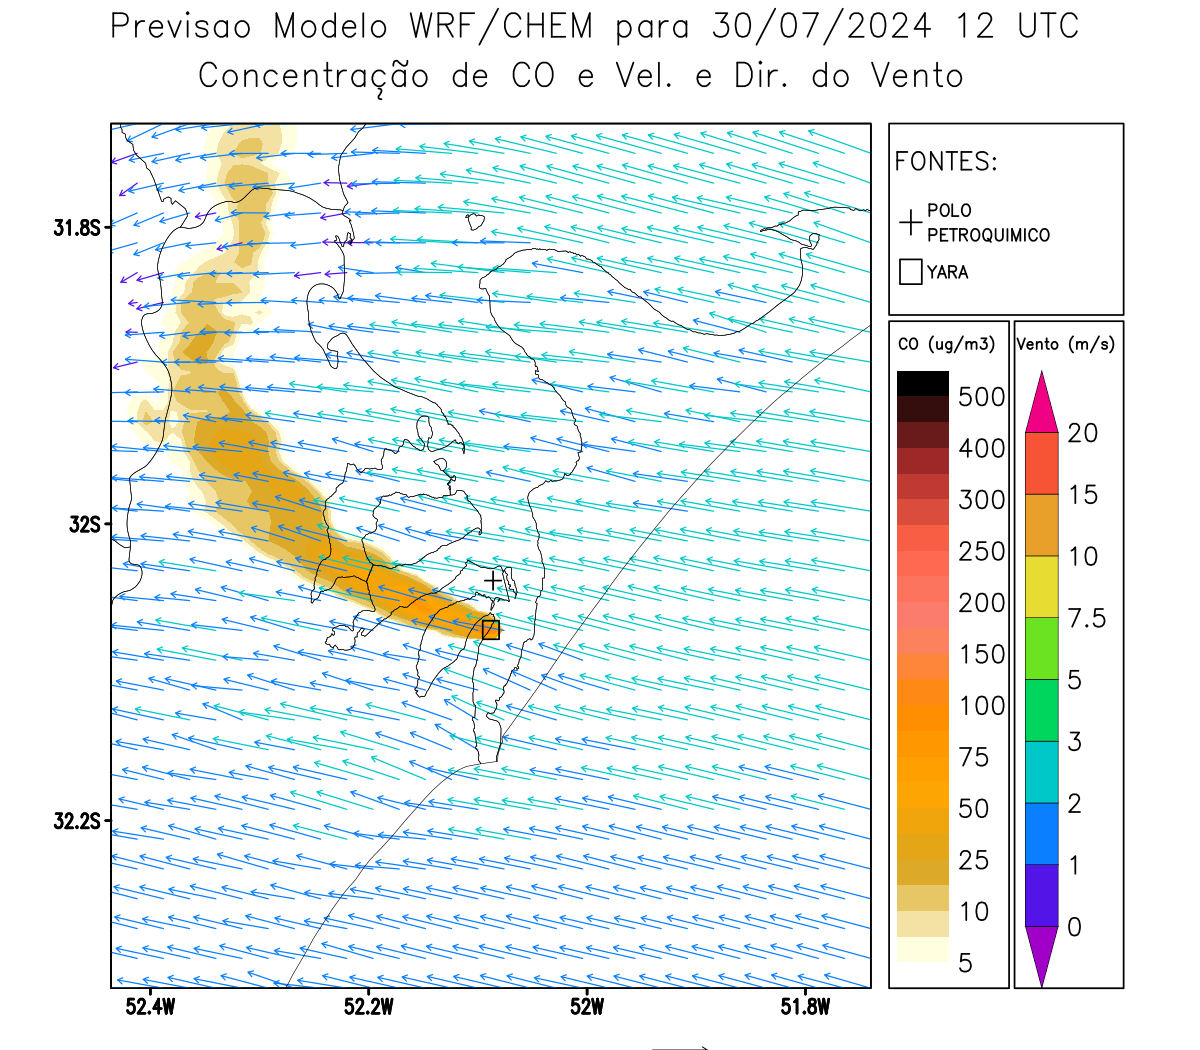 Previsao Modelo WRF/CHEM para 30/07/2024 12 UTC
Concentração de CO e Vel. e Dir. do Vento
FONTES:
POLO
PETROQUIMICO
YARA
CO (ug/m3)
500
400
300
250
200
150
100
75
50
25
10
5
Vento (m/s)
20
15
10
7.5
5
3
2
1
0
31.8S
32S
32.2S
52.4W
52.2W
52W
51.8W